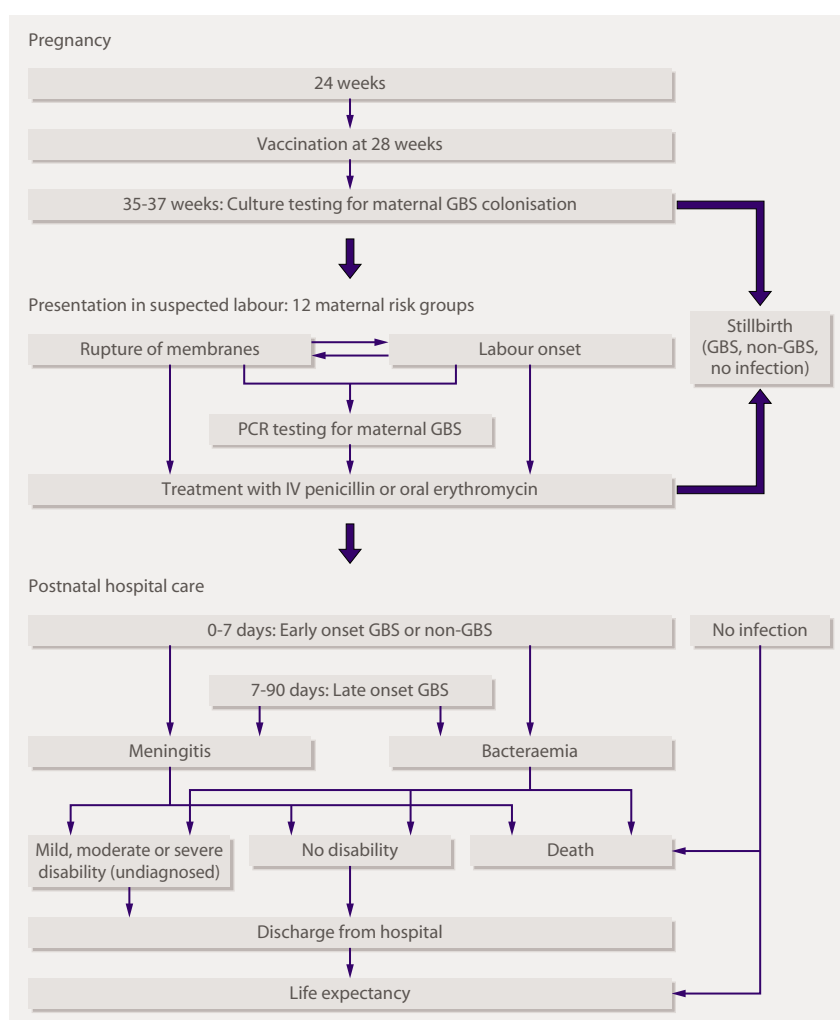 Pregnancy
24 weeks
Vaccination at 28 weeks
35-37 weeks: Culture testing for maternal GBS colonisation
Presentation in suspected labour: 12 maternal risk groups
Rupture of membranes
Labour onset
Stillbirth
(GBS, non-GBS,
no infection)
PCR testing for maternal GBS
Treatment with IV penicillin or oral erythromycin
Postnatal hospital care
0-7 days: Early onset GBS or non-GBS
No infection
7-90 days: Late onset GBS
Meningitis
Bacteraemia
Mild, moderate or severe
disability (undiagnosed)
No disability
Death
Discharge from hospital
Life expectancy